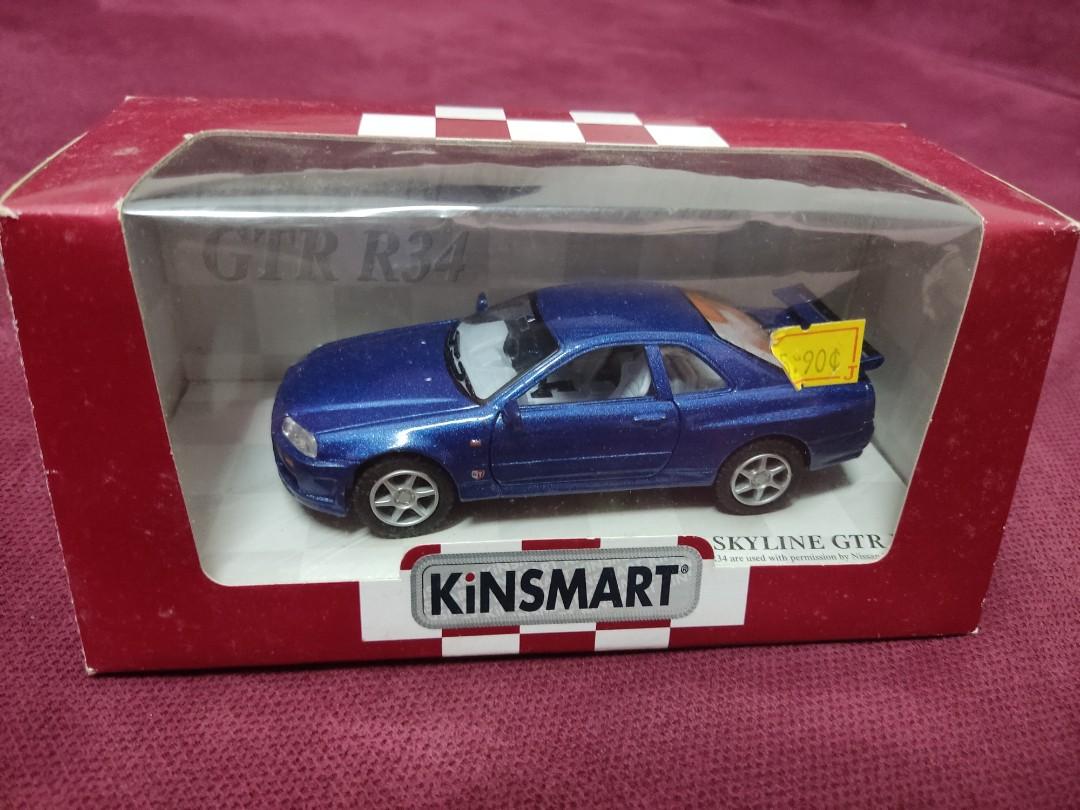 GTR R34
.90¢
J
SKYLINE GTR
34 are used with permission by Nissan
KiNSMART®